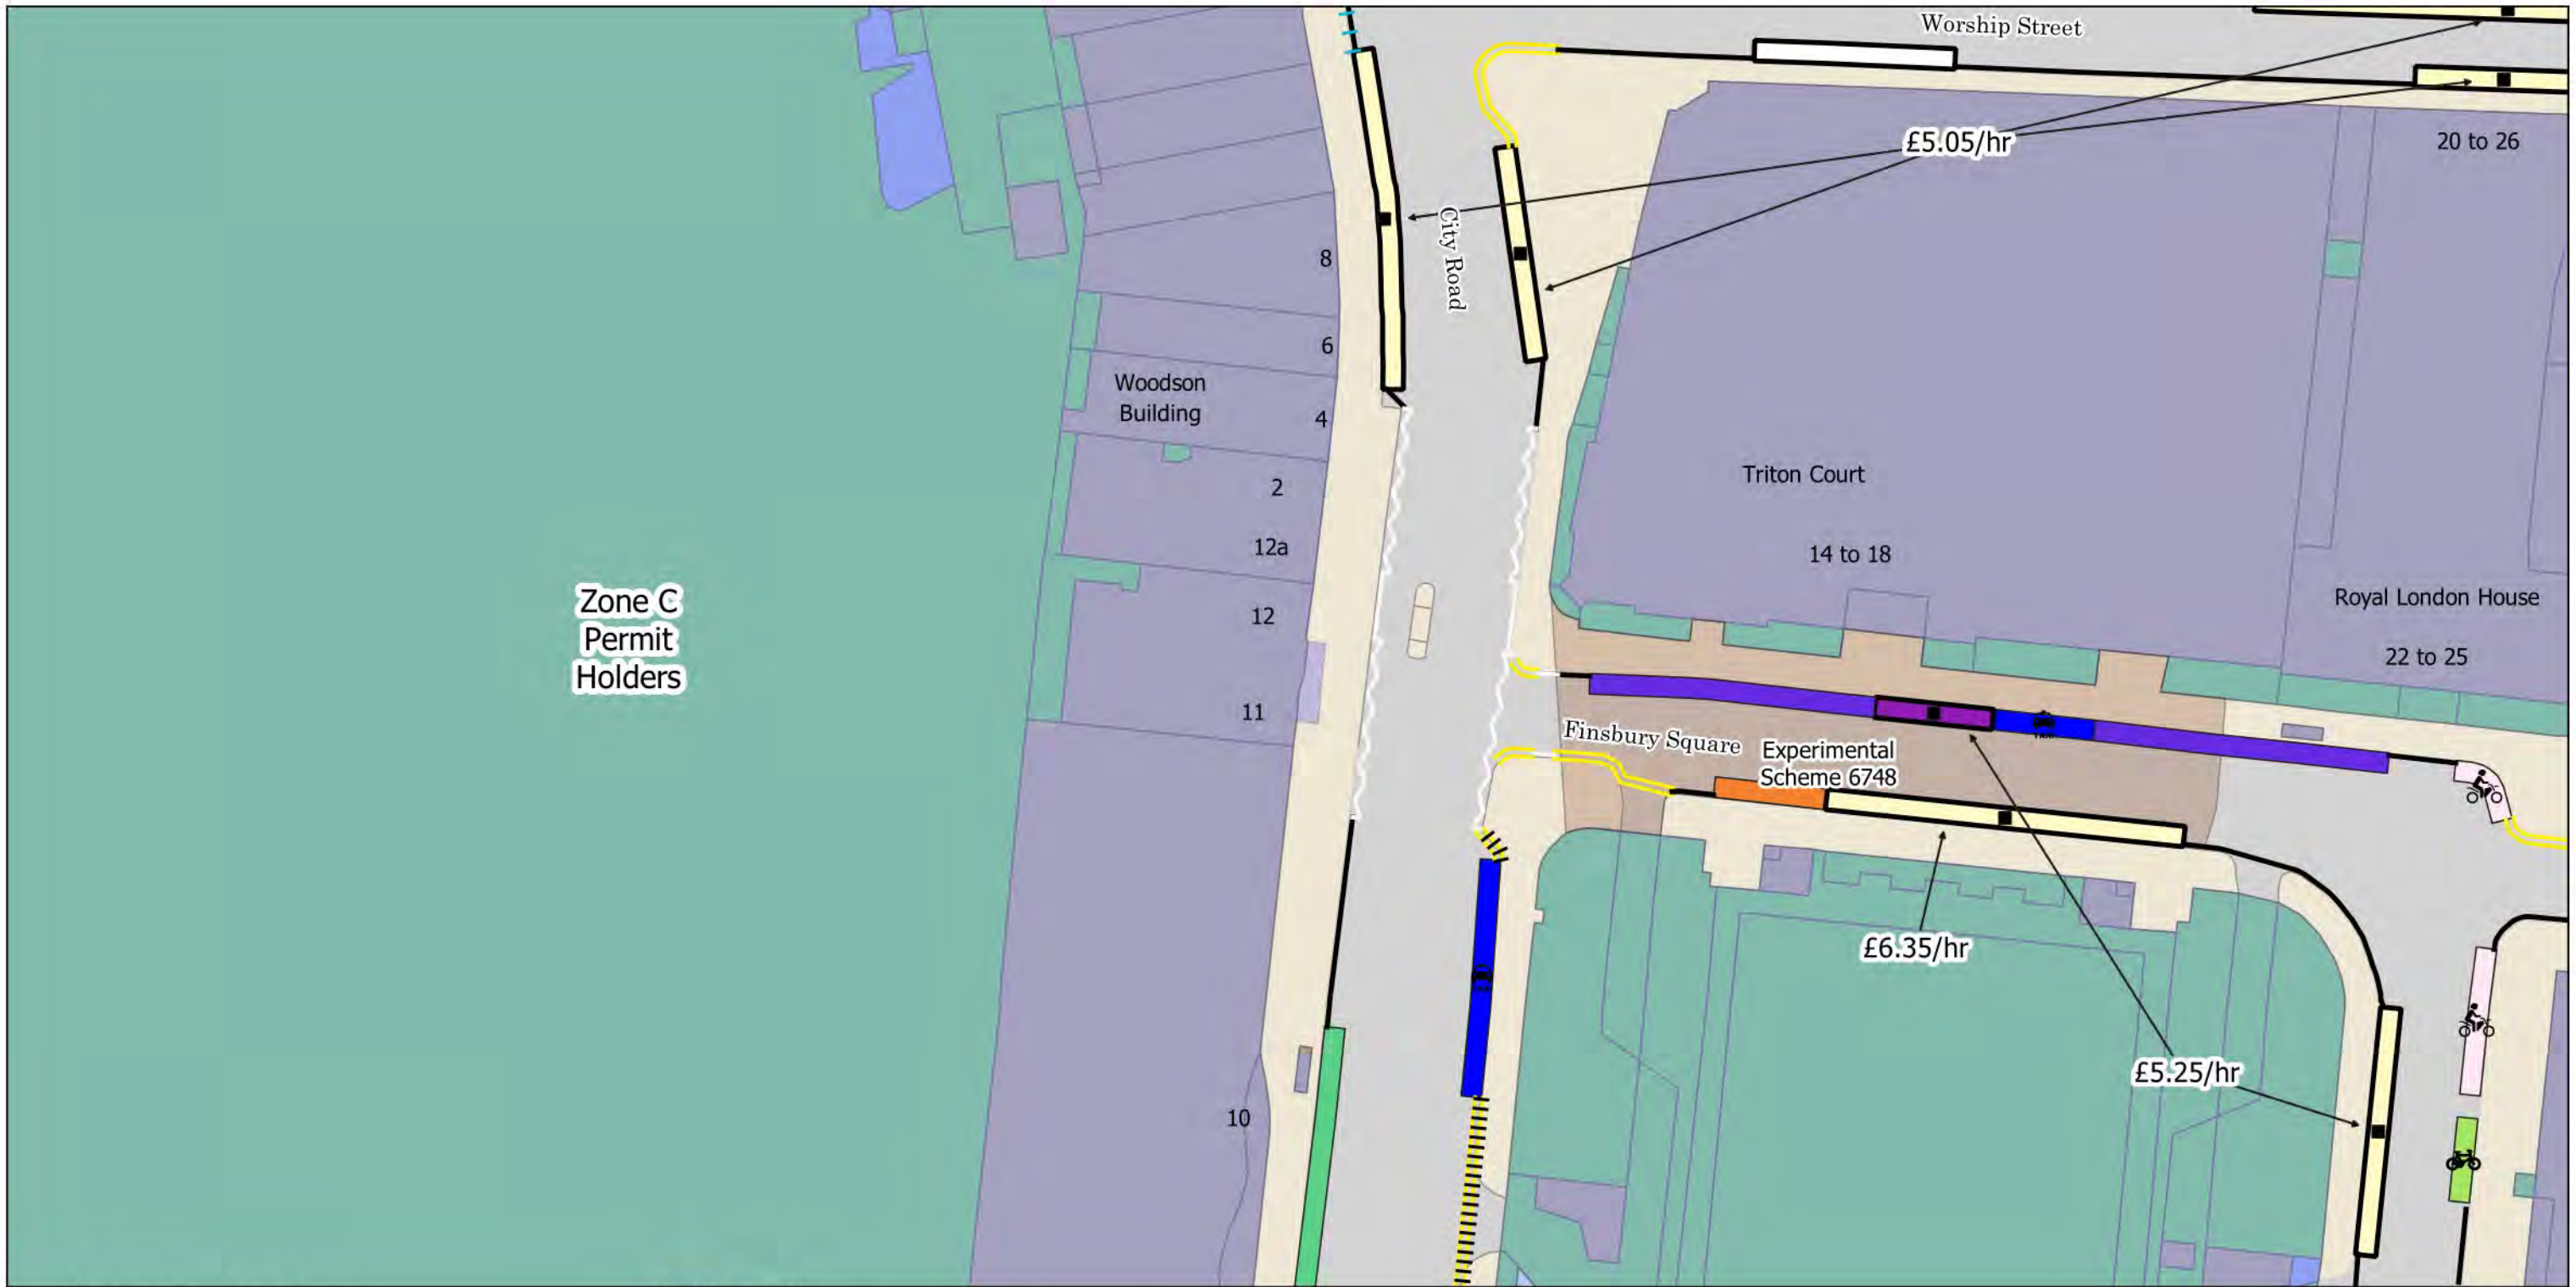 Worship Street
£5.05/hr
20 to 26
City Road
8
6
Woodson
Building
4
Triton Court
2
12a
14 to 18
Zone C
Permit
Holders
12
Royal London House
22 to 25
11
Finsbury Square
Experimental
Scheme 6748
£6.35/hr
£5.25/hr
10